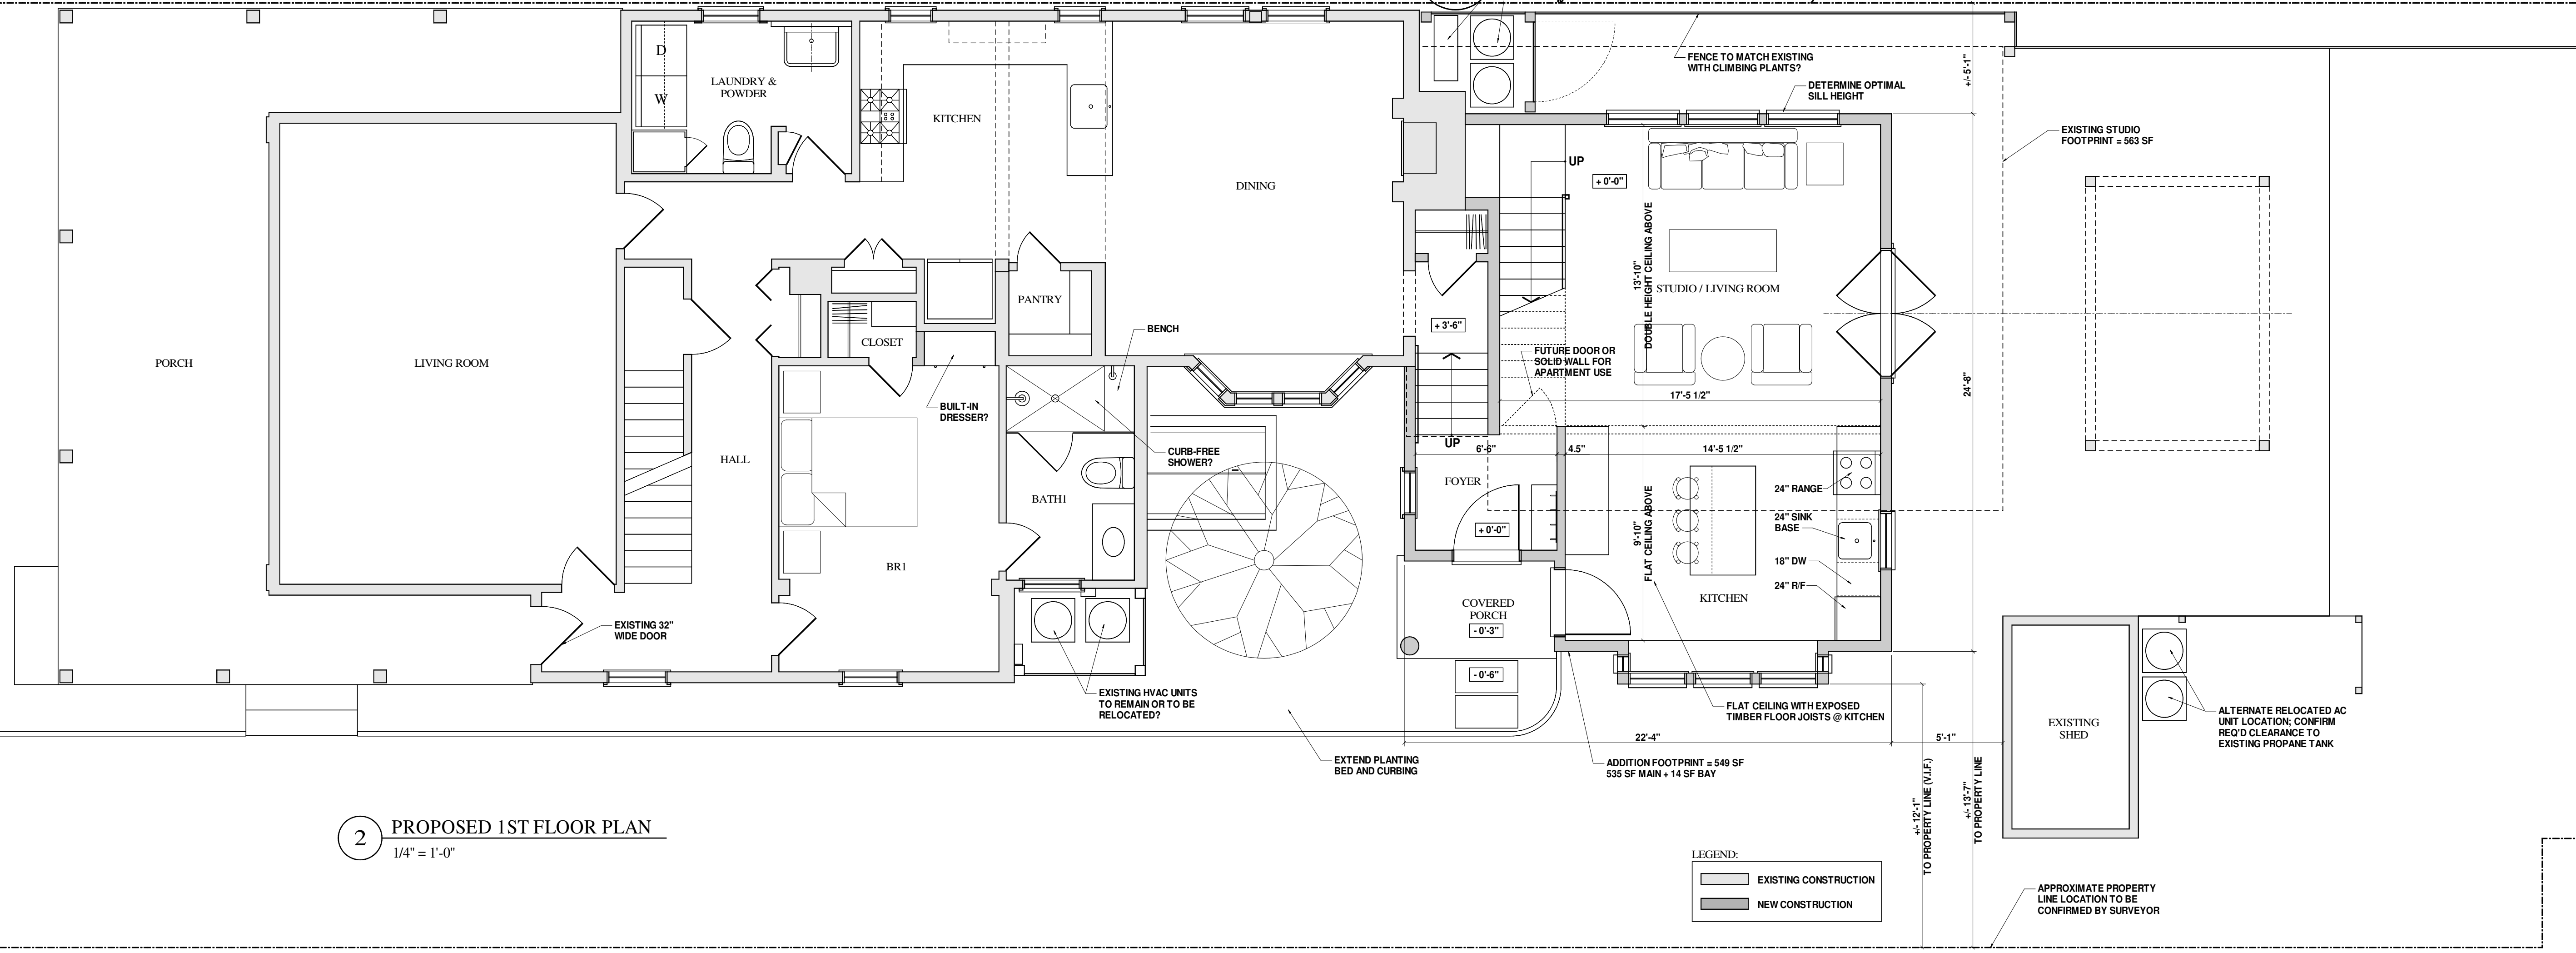 D
W
LAUNDRY &
POWDER
KITCHEN
DINING
FENCE TO MATCH EXISTING
WITH CLIMBING PLANTS?
DETERMINE OPTIMAL
SILL HEIGHT
+/- 5'-1"
EXISTING STUDIO
FOOTPRINT = 563 SF
UP
+ 0'-0"
13'-10"
DOUBLE HEIGHT CEILING ABOVE
STUDIO / LIVING ROOM
PORCH
LIVING ROOM
PANTRY
CLOSET
BENCH
+ 3'-6"
FUTURE DOOR OR
SOLID WALL FOR
APARTMENT USE
17'-5 1/2"
24'-8"
BUILT-IN
DRESSER?
HALL
CURB-FREE
SHOWER?
BATH1
BR1
UP
6'-6"
4.5"
14'-5 1/2"
FOYER
+ 0'-0"
9'-10"
FLAT CEILING ABOVE
24" RANGE
24" SINK
BASE
18" DW
24" R/F
KITCHEN
COVERED
PORCH
- 0'-3"
- 0'-6"
EXISTING 32"
WIDE DOOR
EXISTING HVAC UNITS
TO REMAIN OR TO BE
RELOCATED?
EXTEND PLANTING
BED AND CURBING
FLAT CEILING WITH EXPOSED
TIMBER FLOOR JOISTS @ KITCHEN
22'-4"
5'-1"
ADDITION FOOTPRINT = 549 SF
535 SF MAIN + 14 SF BAY
EXISTING
SHED
ALTERNATE RELOCATED AC
UNIT LOCATION; CONFIRM
REQ'D CLEARANCE TO
EXISTING PROPANE TANK
+/- 12'-1"
TO PROPERTY LINE (V.I.F.)
+/- 13'-7"
TO PROPERTY LINE
2
PROPOSED 1ST FLOOR PLAN
1/4" = 1'-0"
LEGEND:
EXISTING CONSTRUCTION
NEW CONSTRUCTION
APPROXIMATE PROPERTY
LINE LOCATION TO BE
CONFIRMED BY SURVEYOR